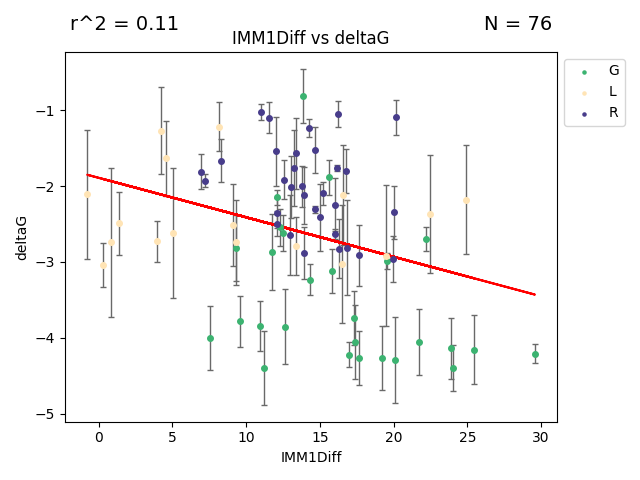 r^2 = 0.11
N = 76
IMM1Diff vs deltaG
G
L
R
−1
−2
−3
−4
−5
deltaG
0 5 10 15 20 25 30
IMM1Diff